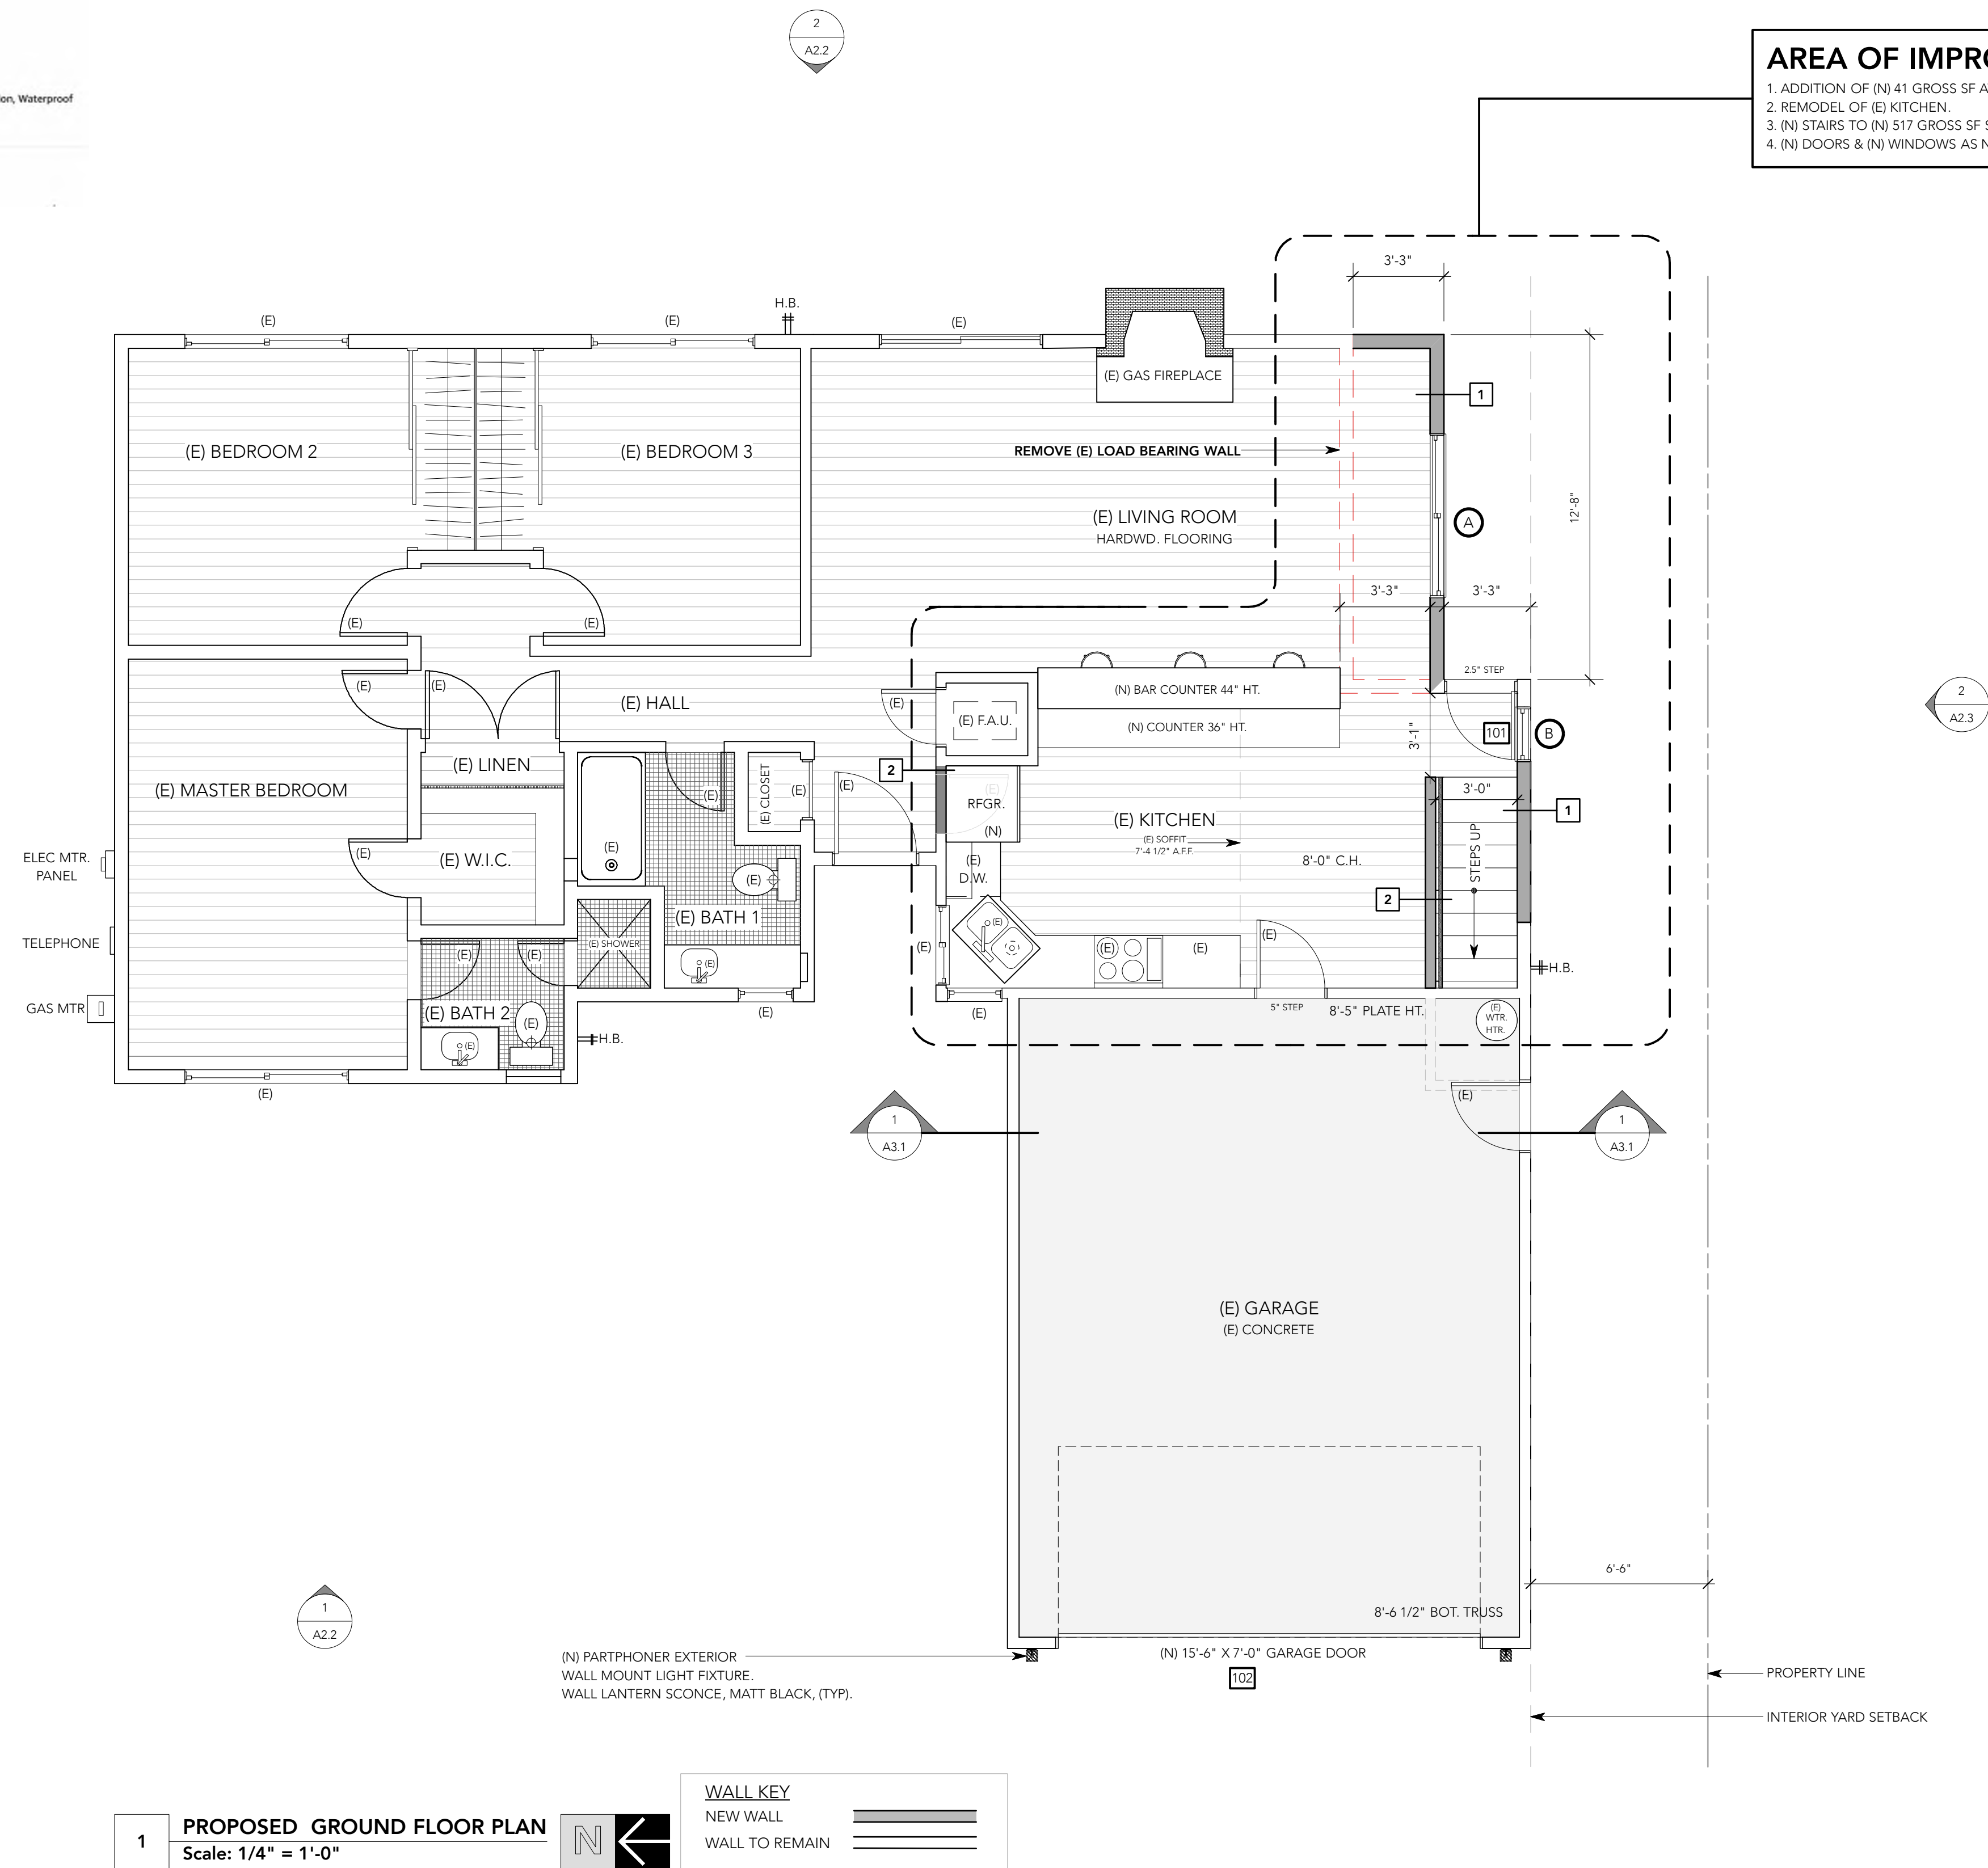 2
A2.2
ion, Waterproof
AREA OF IMPRO
1. ADDITION OF (N) 41 GROSS SF A
2. REMODEL OF (E) KITCHEN.
3. (N) STAIRS TO (N) 517 GROSS SF S
4. (N) DOORS & (N) WINDOWS AS N
3'-3"
H.B.
(E)
(E)
(E)
(E) GAS FIREPLACE
1
(E) BEDROOM 2
(E) BEDROOM 3
REMOVE (E) LOAD BEARING WALL
12'-8"
(E) LIVING ROOM
HARDWD. FLOORING
A
3'-3"
3'-3"
(E)
(E)
2.5" STEP
(E)
(E)
(N) BAR COUNTER 44" HT.
(E) HALL
(E)
2
A2.3
(E) F.A.U.
(N) COUNTER 36" HT.
3'-1"
101
B
(E) LINEN
2
(E) MASTER BEDROOM
(E)
(E) CLOSET
(E)
(E)
(E)
RFGR.
(N)
3'-0"
1
(E) KITCHEN
(E) SOFFIT
7'-4 1/2" A.F.F.
8'-0" C.H.
STEPS UP
ELEC MTR.
PANEL
(E)
(E) W.I.C.
(E)
(E)
(E)
D.W.
2
(E) BATH 1
TELEPHONE
(E) SHOWER
(E)
(E)
(E)
(E)
(E)
(E)
(E)
(E)
H.B.
GAS MTR
(E) BATH 2
(E)
(E)
(E)
5" STEP
8'-5" PLATE HT.
(E)
WTR.
HTR.
(E)
H.B.
(E)
(E)
1
A3.1
1
A3.1
(E) GARAGE
(E) CONCRETE
6'-6"
1
A2.2
8'-6 1/2" BOT. TRUSS
(N) PARTPHONER EXTERIOR
WALL MOUNT LIGHT FIXTURE.
WALL LANTERN SCONCE, MATT BLACK, (TYP).
(N) 15'-6" X 7'-0" GARAGE DOOR
102
PROPERTY LINE
INTERIOR YARD SETBACK
1
PROPOSED GROUND FLOOR PLAN
Scale: 1/4" = 1'-0"
N
WALL KEY
NEW WALL
WALL TO REMAIN